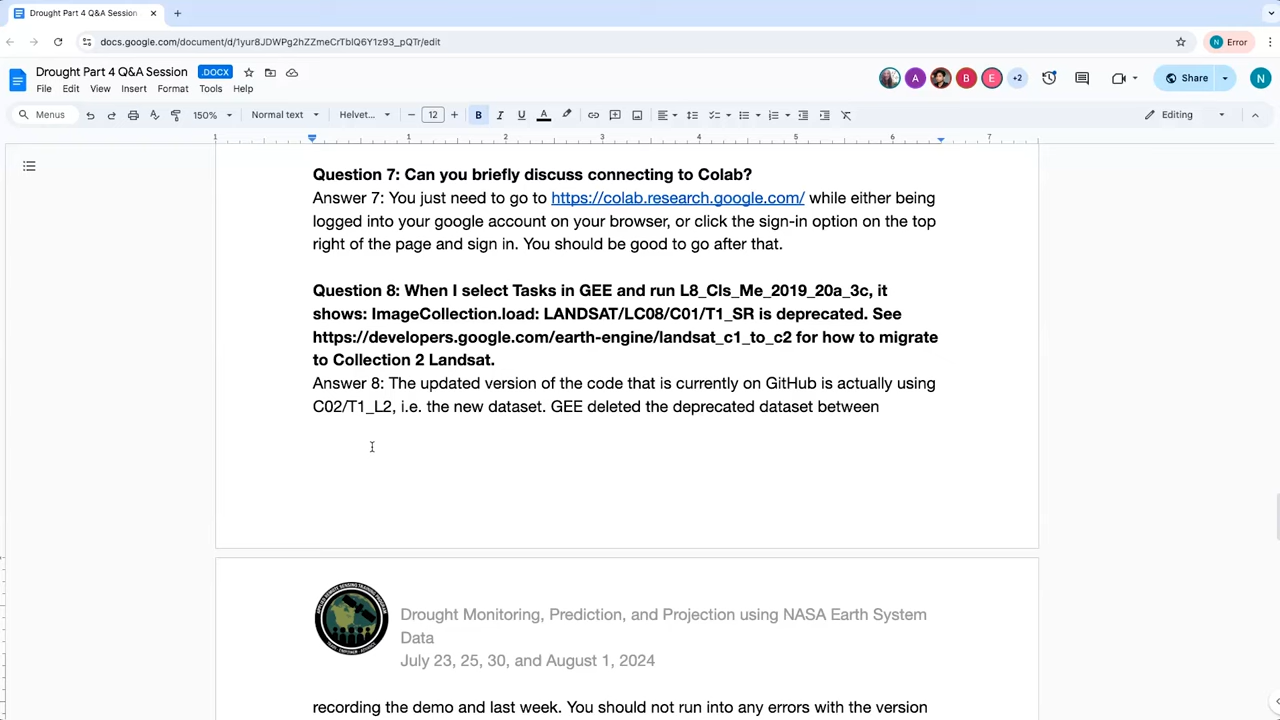 Drought Part 4 Q&A Session
docs.google.com/document/d/1yur8JDWPg2hZZmeCrTblQ6Y1z93_pQTr/edit
N Error
Drought Part 4 Q&A Session .DOCX
A B E +2 Share N
File Edit View Insert Format Tools Help
Menus 150% Normal text Helvet... 12 B I U A Editing
1 1 2 3 4 5 6 7
Question 7: Can you briefly discuss connecting to Colab?
Answer 7: You just need to go to https://colab.research.google.com/ while either being
logged into your google account on your browser, or click the sign-in option on the top
right of the page and sign in. You should be good to go after that.
Question 8: When I select Tasks in GEE and run L8_Cls_Me_2019_20a_3c, it
shows: ImageCollection.load: LANDSAT/LC08/C01/T1_SR is deprecated. See
https://developers.google.com/earth-engine/landsat_c1_to_c2 for how to migrate
to Collection 2 Landsat.
Answer 8: The updated version of the code that is currently on GitHub is actually using
C02/T1_L2, i.e. the new dataset. GEE deleted the deprecated dataset between
Drought Monitoring, Prediction, and Projection using NASA Earth System
Data
July 23, 25, 30, and August 1, 2024
recording the demo and last week. You should not run into any errors with the version